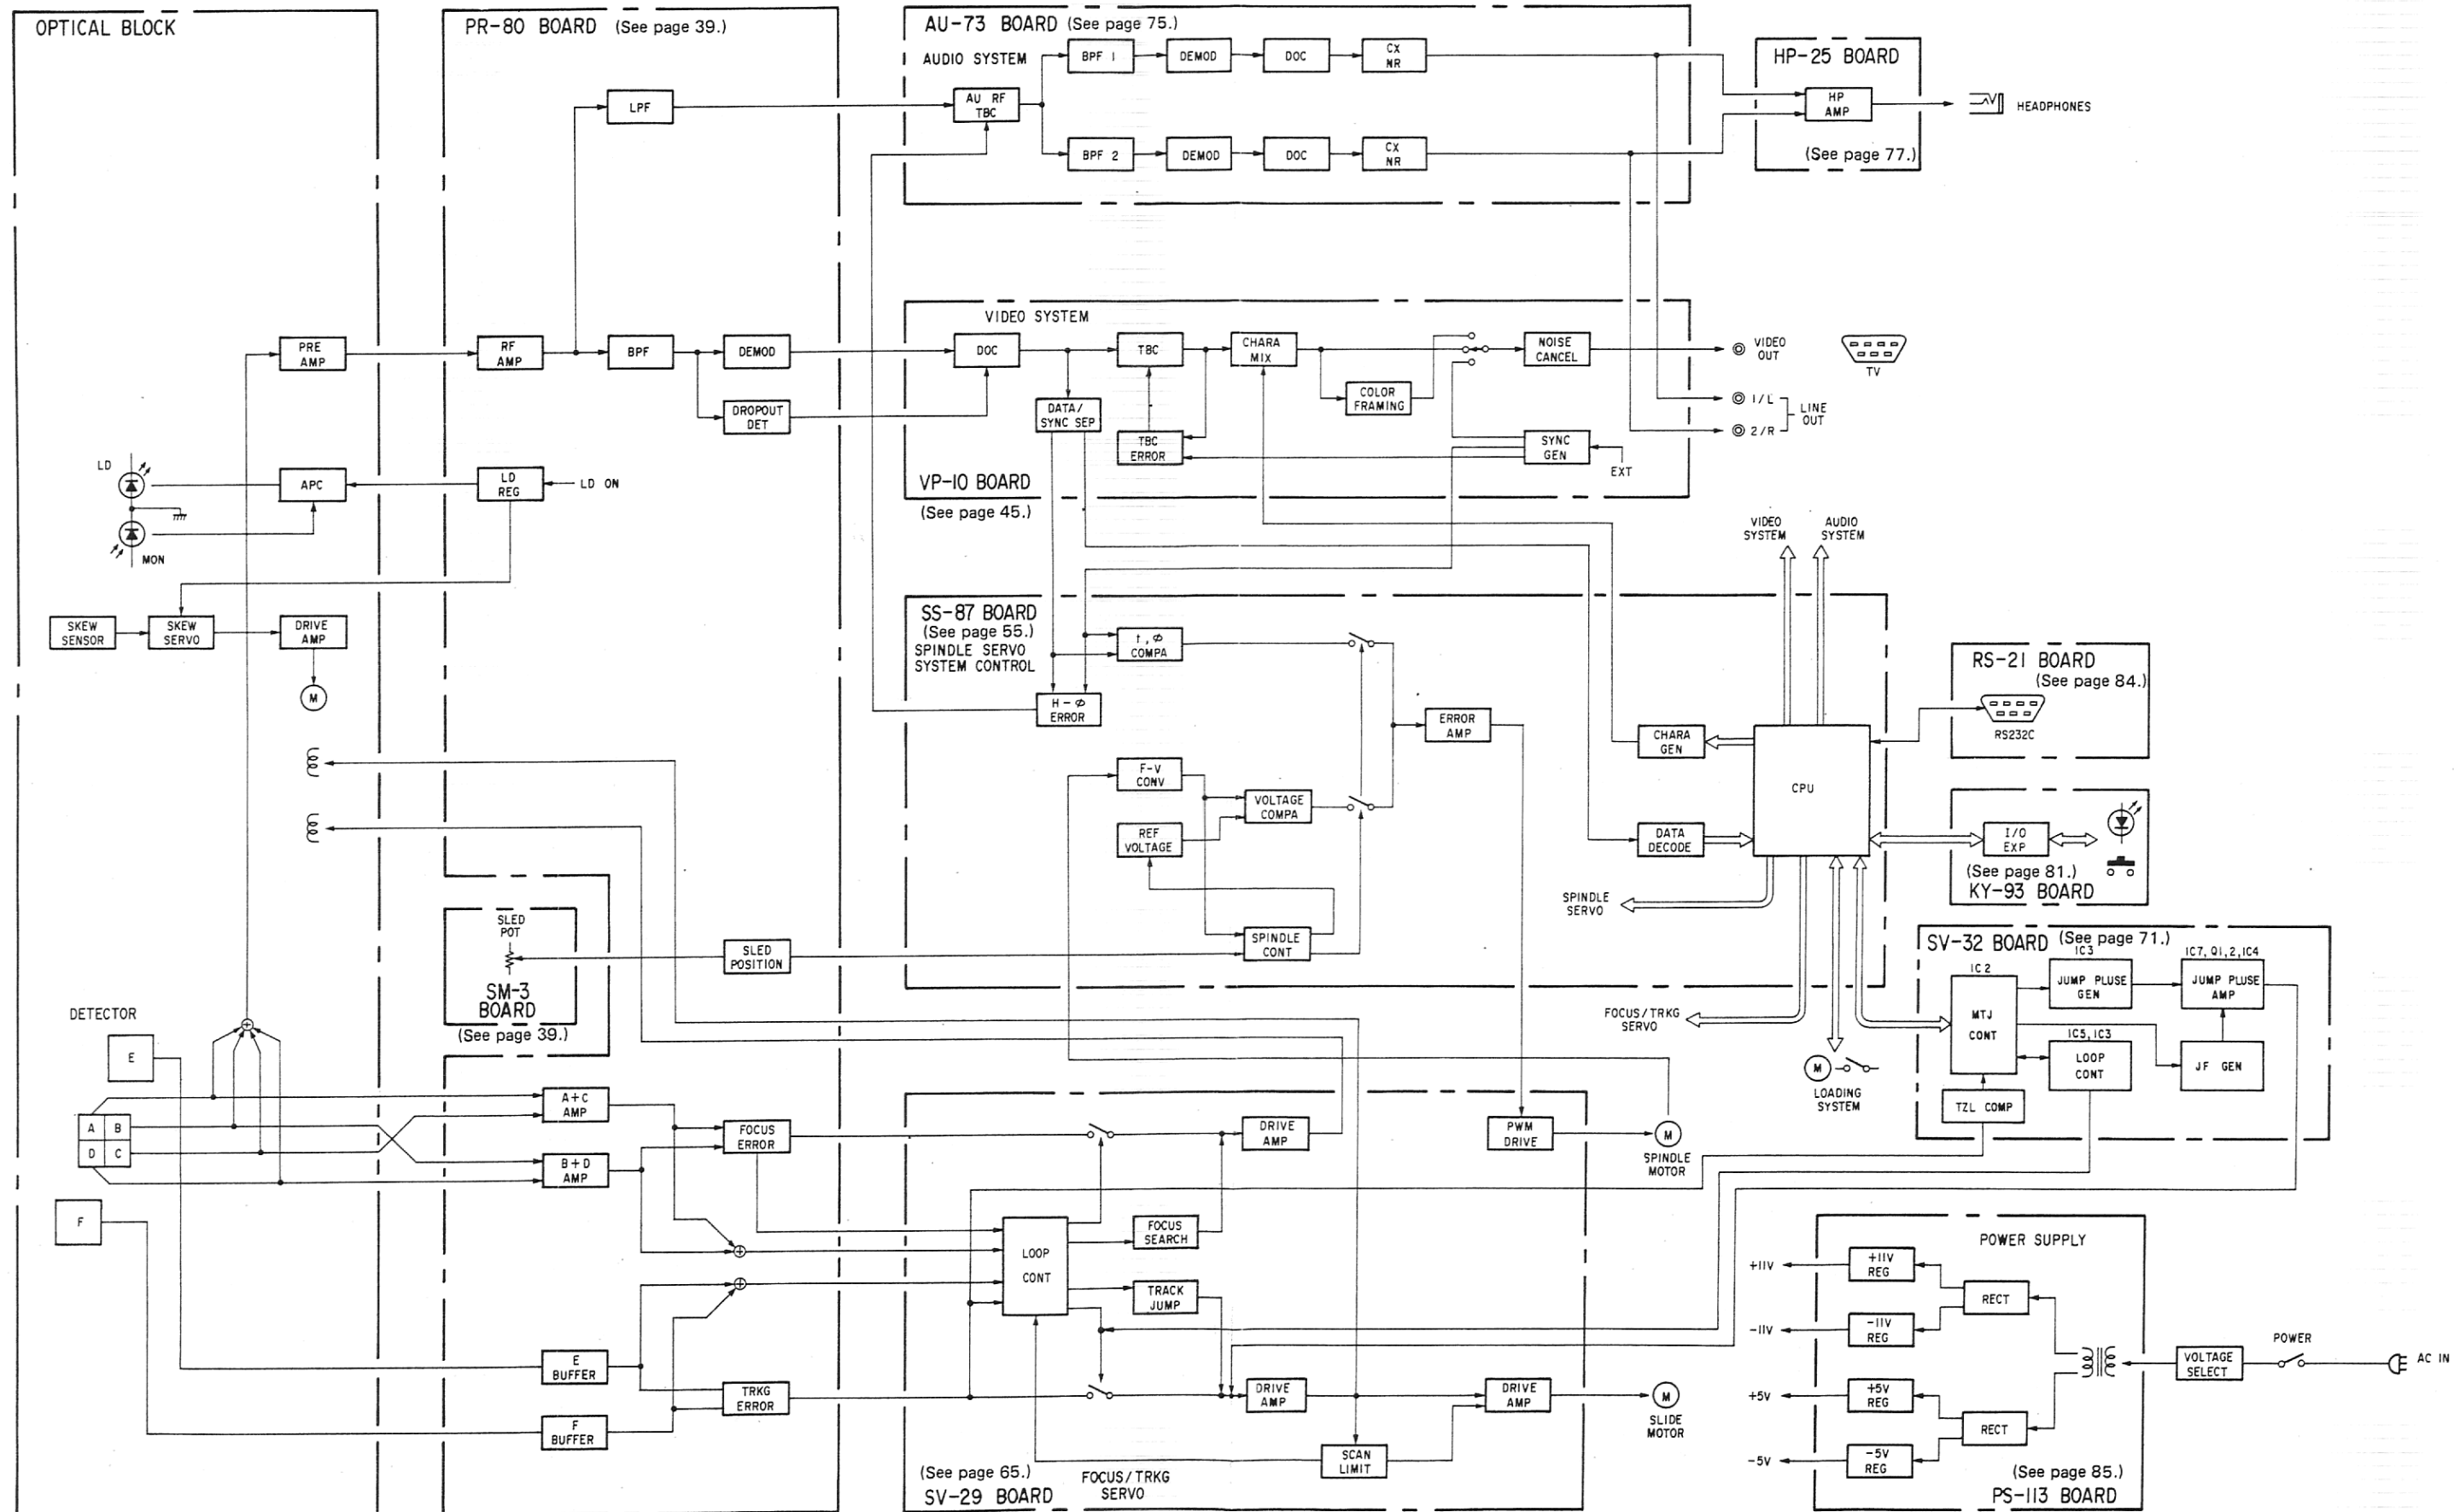 OPTICAL BLOCK
PRE
AMP
LD
APC
MON
SKEW
SENSOR
SKEW
SERVO
DRIVE
AMP
M
DETECTOR
E
A B
D C
F
PR-80 BOARD (See page 39.)
LPF
RF
AMP
BPF
DEMOD
DROPOUT
DET
LD
REG
LD ON
SLED
POT
SM-3
BOARD
(See page 39.)
SLED
POSITION
A+C
AMP
B+D
AMP
FOCUS
ERROR
E
BUFFER
F
BUFFER
TRKG
ERROR
AU-73 BOARD (See page 75.)
AUDIO SYSTEM
AU RF
TBC
BPF 1
DEMOD
DOC
CX
NR
BPF 2
DEMOD
DOC
CX
NR
HP-25 BOARD
HP
AMP
(See page 77.)
HEADPHONES
VIDEO SYSTEM
DOC
TBC
CHARA
MIX
NOISE
CANCEL
COLOR
FRAMING
DATA/
SYNC SEP
TBC
ERROR
SYNC
GEN
EXT
VP-10 BOARD
(See page 45.)
VIDEO
OUT
TV
1/L
2/R
LINE
OUT
VIDEO
SYSTEM
AUDIO
SYSTEM
SS-87 BOARD
(See page 55.)
SPINDLE SERVO
SYSTEM CONTROL
f, Ø
COMPA
H-Ø
ERROR
ERROR
AMP
F-V
CONV
VOLTAGE
COMPA
REF
VOLTAGE
SPINDLE
CONT
CHARA
GEN
CPU
DATA
DECODE
SPINDLE
SERVO
FOCUS/TRKG
SERVO
M
LOADING
SYSTEM
RS-21 BOARD
(See page 84.)
RS232C
I/O
EXP
(See page 81.)
KY-93 BOARD
SV-32 BOARD (See page 71.)
IC2
MTJ
CONT
IC3
JUMP PLUSE
GEN
IC7, Q1, 2, IC4
JUMP PLUSE
AMP
IC5, IC3
LOOP
CONT
JF GEN
TZL COMP
DRIVE
AMP
PWM
DRIVE
M
SPINDLE
MOTOR
LOOP
CONT
FOCUS
SEARCH
TRACK
JUMP
DRIVE
AMP
DRIVE
AMP
M
SLIDE
MOTOR
SCAN
LIMIT
(See page 65.)
SV-29 BOARD
FOCUS/TRKG
SERVO
POWER SUPPLY
+11V
+11V
REG
RECT
-11V
-11V
REG
+5V
+5V
REG
RECT
-5V
-5V
REG
VOLTAGE
SELECT
POWER
AC IN
(See page 85.)
PS-113 BOARD